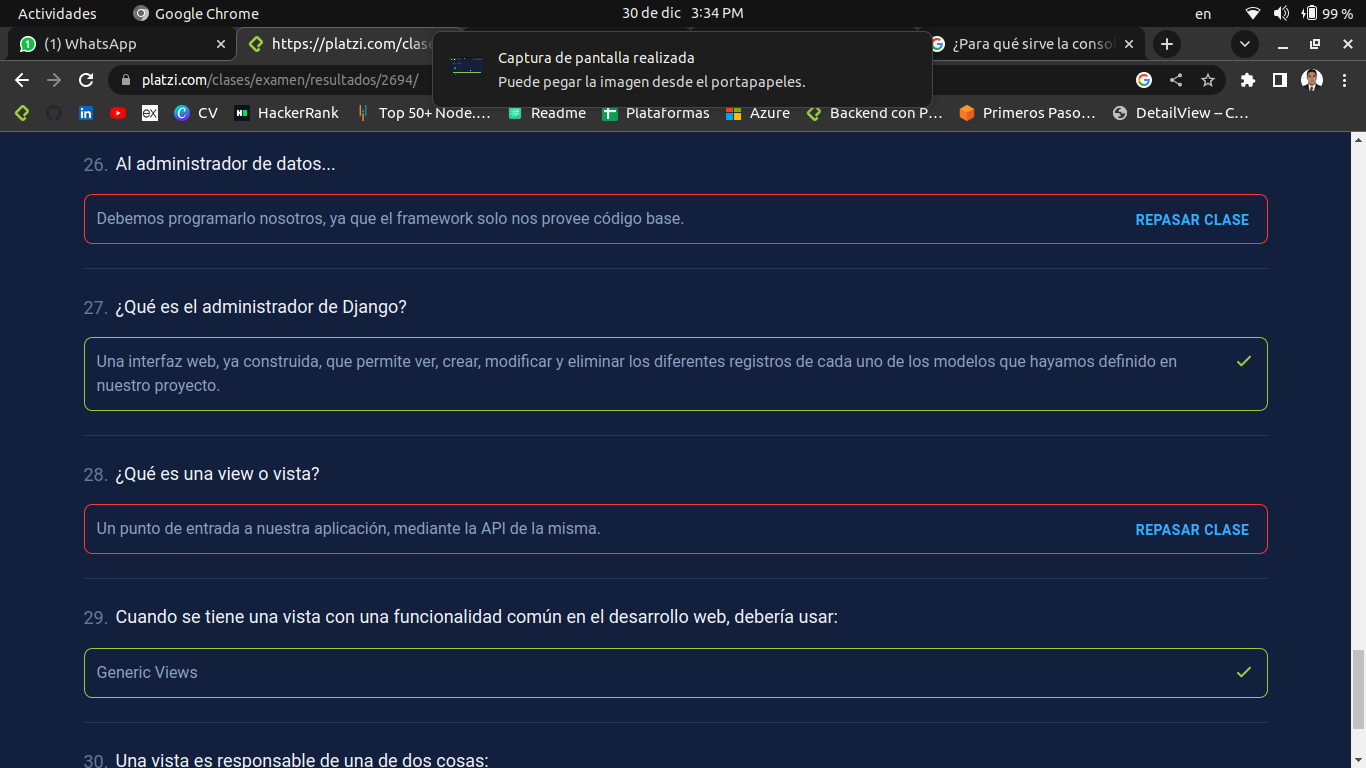 Actividades
Google Chrome
30 de dic 3:34 PM
en
99 %
(1) WhatsApp
https://platzi.com/clase
¿Para qué sirve la consol
Captura de pantalla realizada
Puede pegar la imagen desde el portapapeles.
platzi.com/clases/examen/resultados/2694/
CV
HackerRank
Top 50+ Node.…
Readme
Plataformas
Azure
Backend con P…
Primeros Paso…
DetailView -- C…
26. Al administrador de datos...
Debemos programarlo nosotros, ya que el framework solo nos provee código base.
REPASAR CLASE
27. ¿Qué es el administrador de Django?
Una interfaz web, ya construida, que permite ver, crear, modificar y eliminar los diferentes registros de cada uno de los modelos que hayamos definido en
nuestro proyecto.
28. ¿Qué es una view o vista?
Un punto de entrada a nuestra aplicación, mediante la API de la misma.
REPASAR CLASE
29. Cuando se tiene una vista con una funcionalidad común en el desarrollo web, debería usar:
Generic Views
30. Una vista es responsable de una de dos cosas: